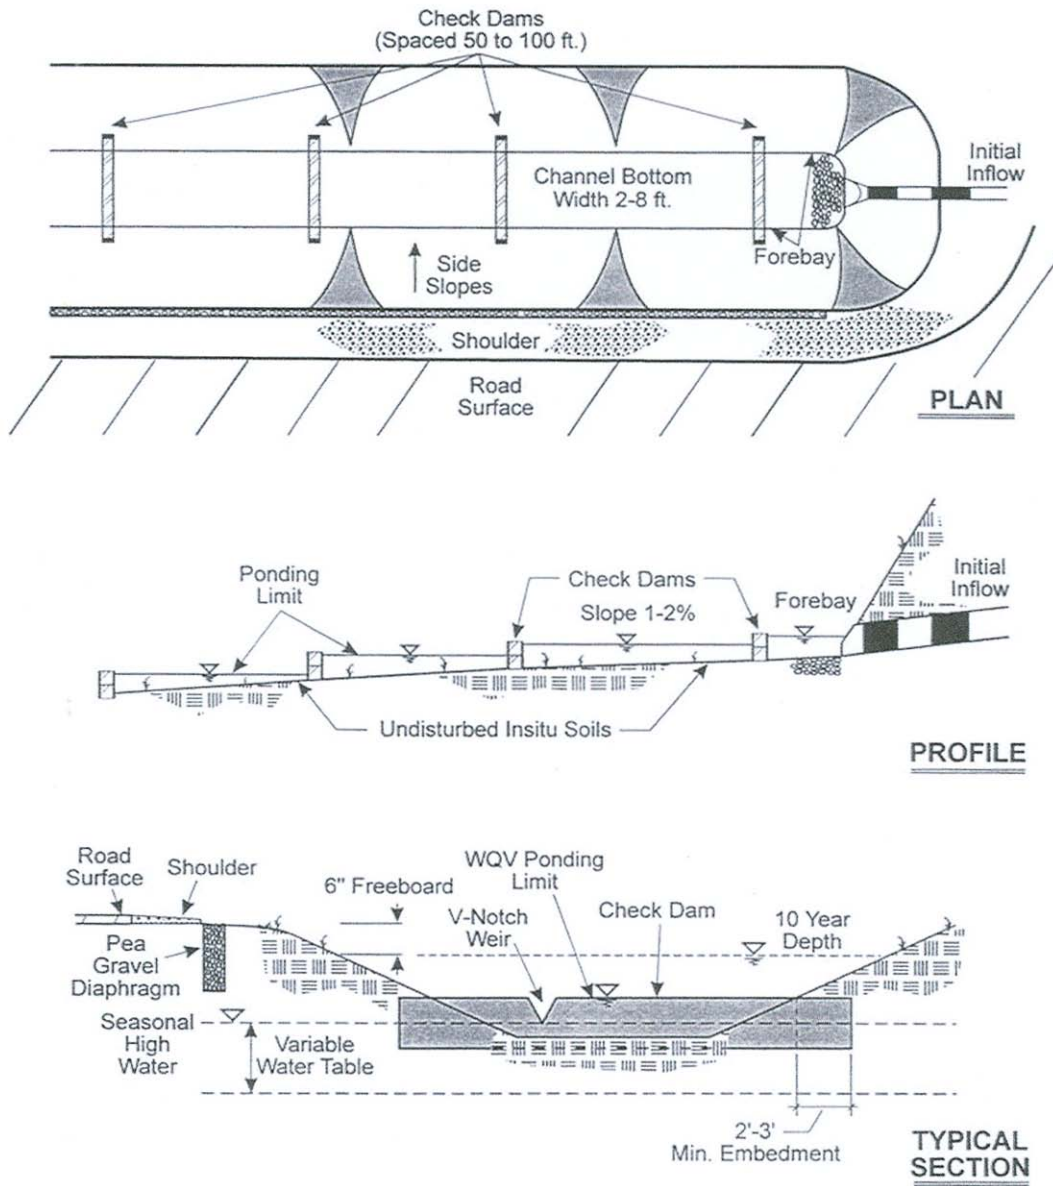 Check Dams
(Spaced 50 to 100 ft.)
Initial
Inflow
Channel Bottom
Width 2-8 ft.
Forebay
Side
Slopes
Shoulder
Road
Surface
PLAN
Ponding
Limit
Check Dams
Slope 1-2%
Forebay
Initial
Inflow
Undisturbed Insitu Soils
PROFILE
Road
Surface
Shoulder
6" Freeboard
WQV Ponding
Limit
V-Notch
Weir
Check Dam
10 Year
Depth
Pea
Gravel
Diaphragm
Seasonal
High
Water
Variable
Water Table
2'-3'
Min. Embedment
TYPICAL
SECTION